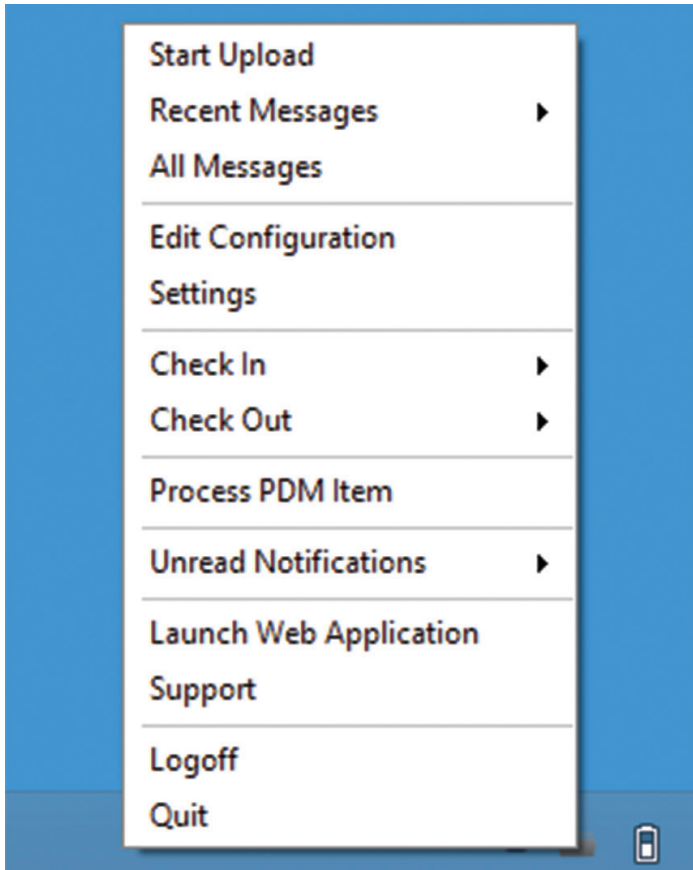 Start Upload
Recent Messages
All Messages
Edit Configuration
Settings
Check In
Check Out
Process PDM Item
Unread Notifications
Launch Web Application
Support
Logoff
Quit